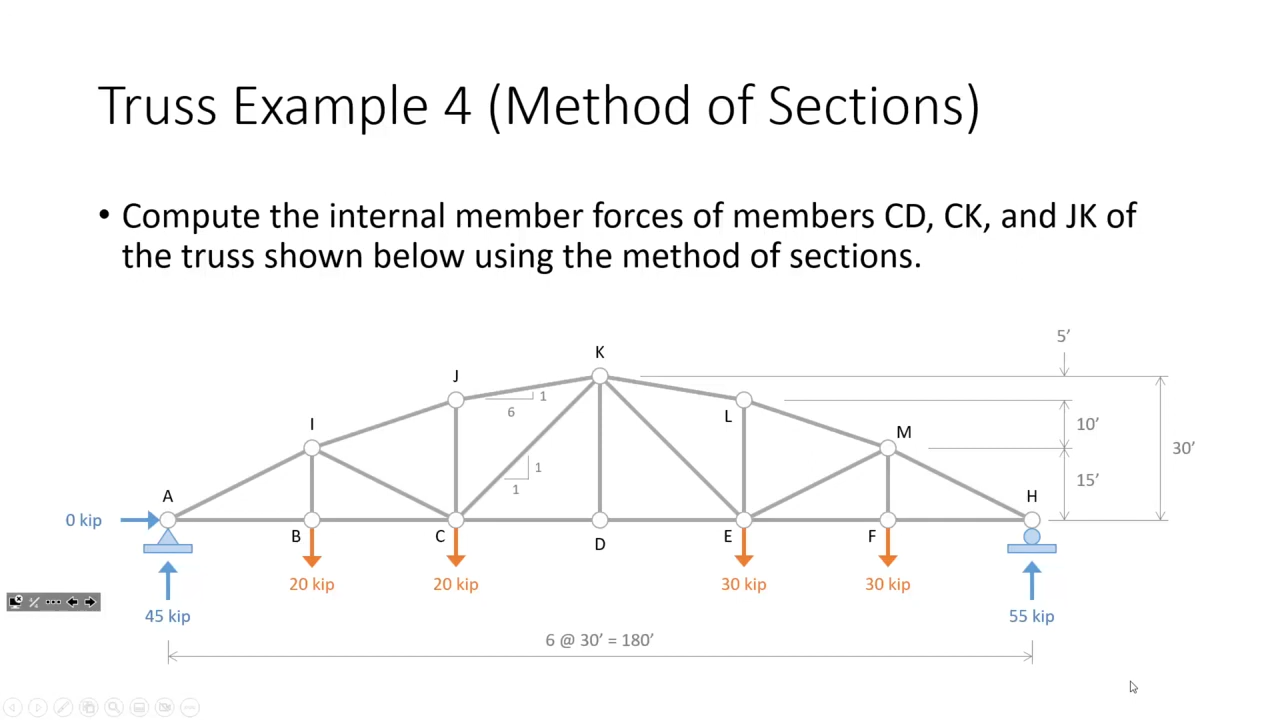 Truss Example 4 (Method of Sections)
• Compute the internal member forces of members CD, CK, and JK of
the truss shown below using the method of sections.
5’
K
J
1
6
I
L
M
10’
30’
1
1
15’
A
H
0 kip
B
C
D
E
F
20 kip
20 kip
30 kip
30 kip
45 kip
55 kip
6 @ 30’ = 180’